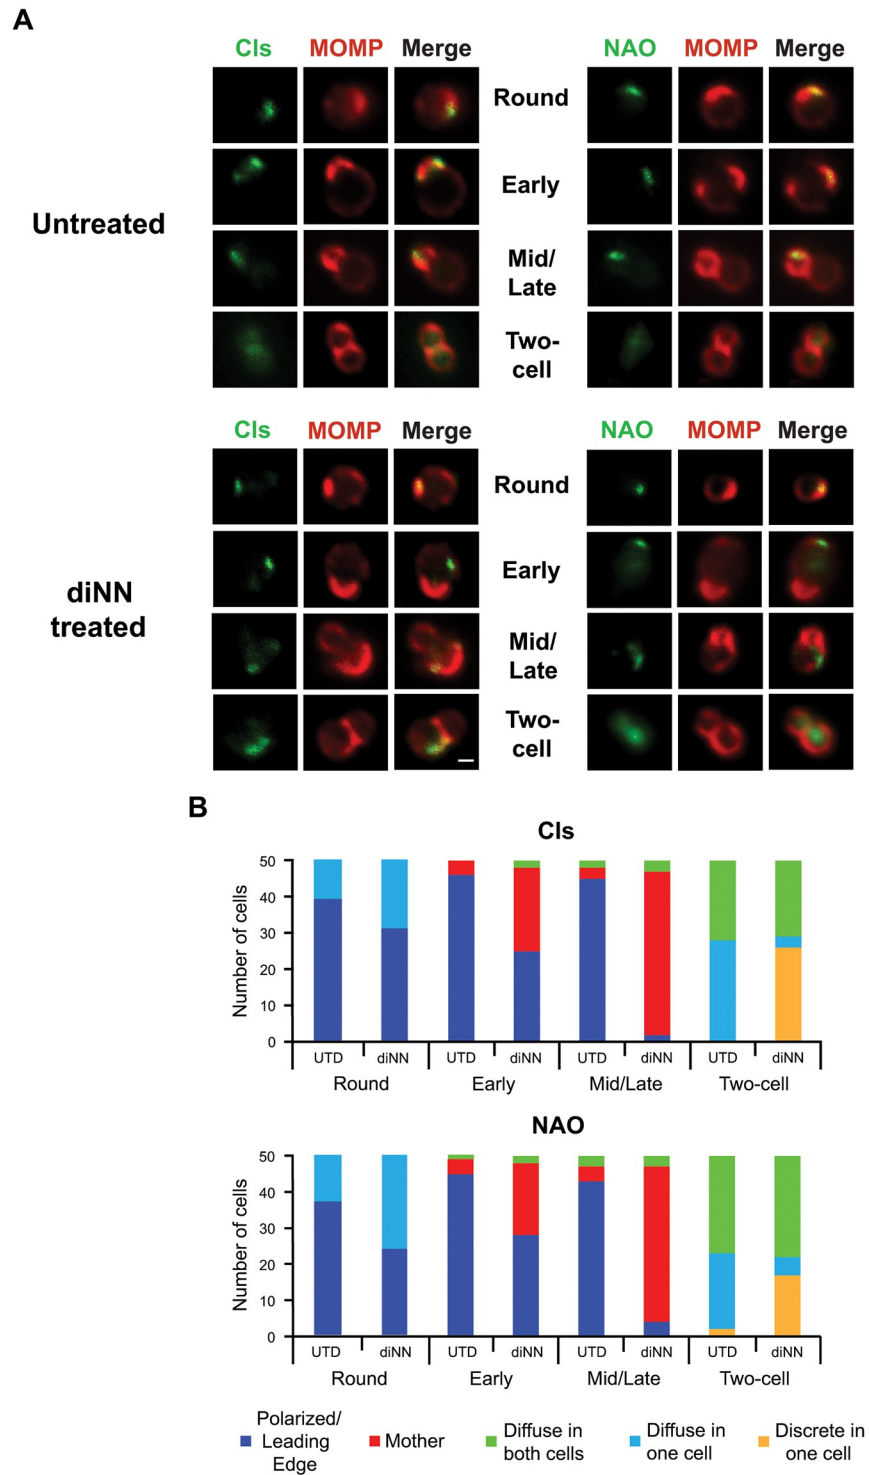 A
CIs MOMP Merge NAO MOMP Merge
Round
Early
Untreated
Mid/
Late
Two-
cell
CIs MOMP Merge NAO MOMP Merge
Round
Early
diNN
treated
Mid/
Late
Two-
cell
B
CIs
Number of cells
50
40
30
20
10
0
UTD diNN UTD diNN UTD diNN UTD diNN
Round Early Mid/Late Two-cell
NAO
Number of cells
50
40
30
20
10
0
UTD diNN UTD diNN UTD diNN UTD diNN
Round Early Mid/Late Two-cell
Polarized/
Leading
Edge
Mother
Diffuse in
both cells
Diffuse in
one cell
Discrete in
one cell